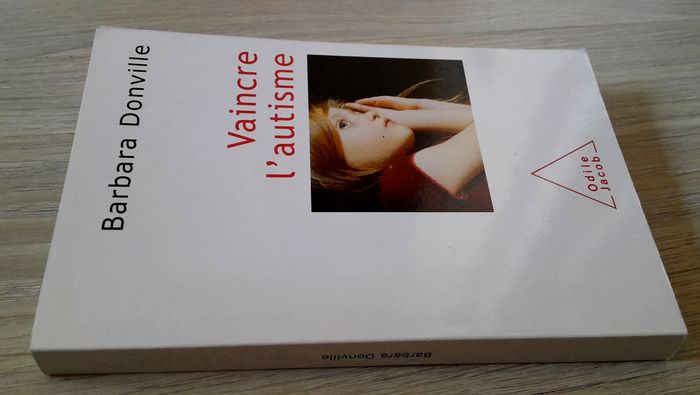 Barbara Donville
Vaincre
l'autisme
Odile
Jacob
Barbara Donville